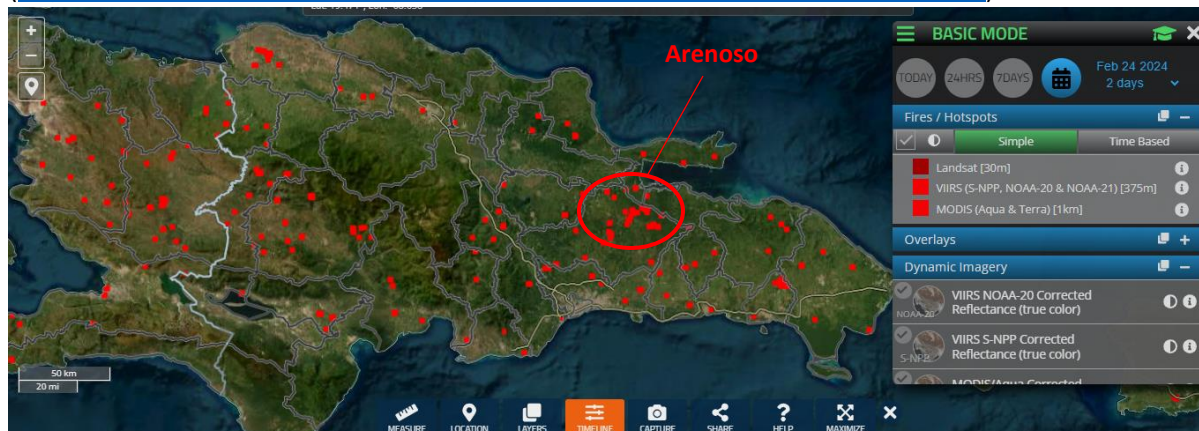 Arenoso
+
−
50 km
20 mi
BASIC MODE
TODAY
24HRS
7DAYS
Feb 24 2024
2 days
Fires / Hotspots
Simple
Time Based
Landsat [30m]
VIIRS (S-NPP, NOAA-20 & NOAA-21) [375m]
MODIS (Aqua & Terra) [1km]
Overlays
Dynamic Imagery
NOAA-20
VIIRS NOAA-20 Corrected
Reflectance (true color)
S-NPP
VIIRS S-NPP Corrected
Reflectance (true color)
MODIS/Aqua Corrected
MEASURE
LOCATION
LAYERS
TIMELINE
CAPTURE
SHARE
HELP
MAXIMIZE